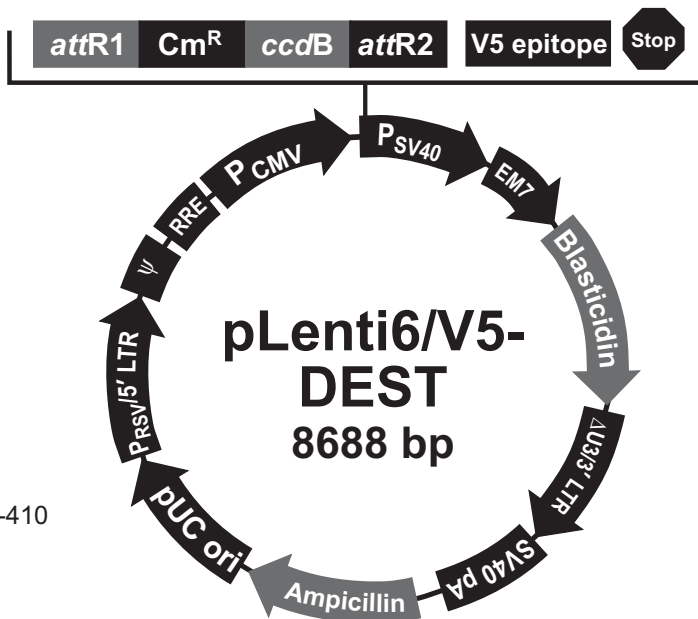 attR1 CmR ccdB attR2 V5 epitope Stop
PCMV
PSV40
EM7
Blasticidin
ΔU3/3′ LTR
SV40 pA
Ampicillin
pUC ori
PRSV/5′ LTR
ψ
RRE
pLenti6/V5-
DEST
8688 bp
-410